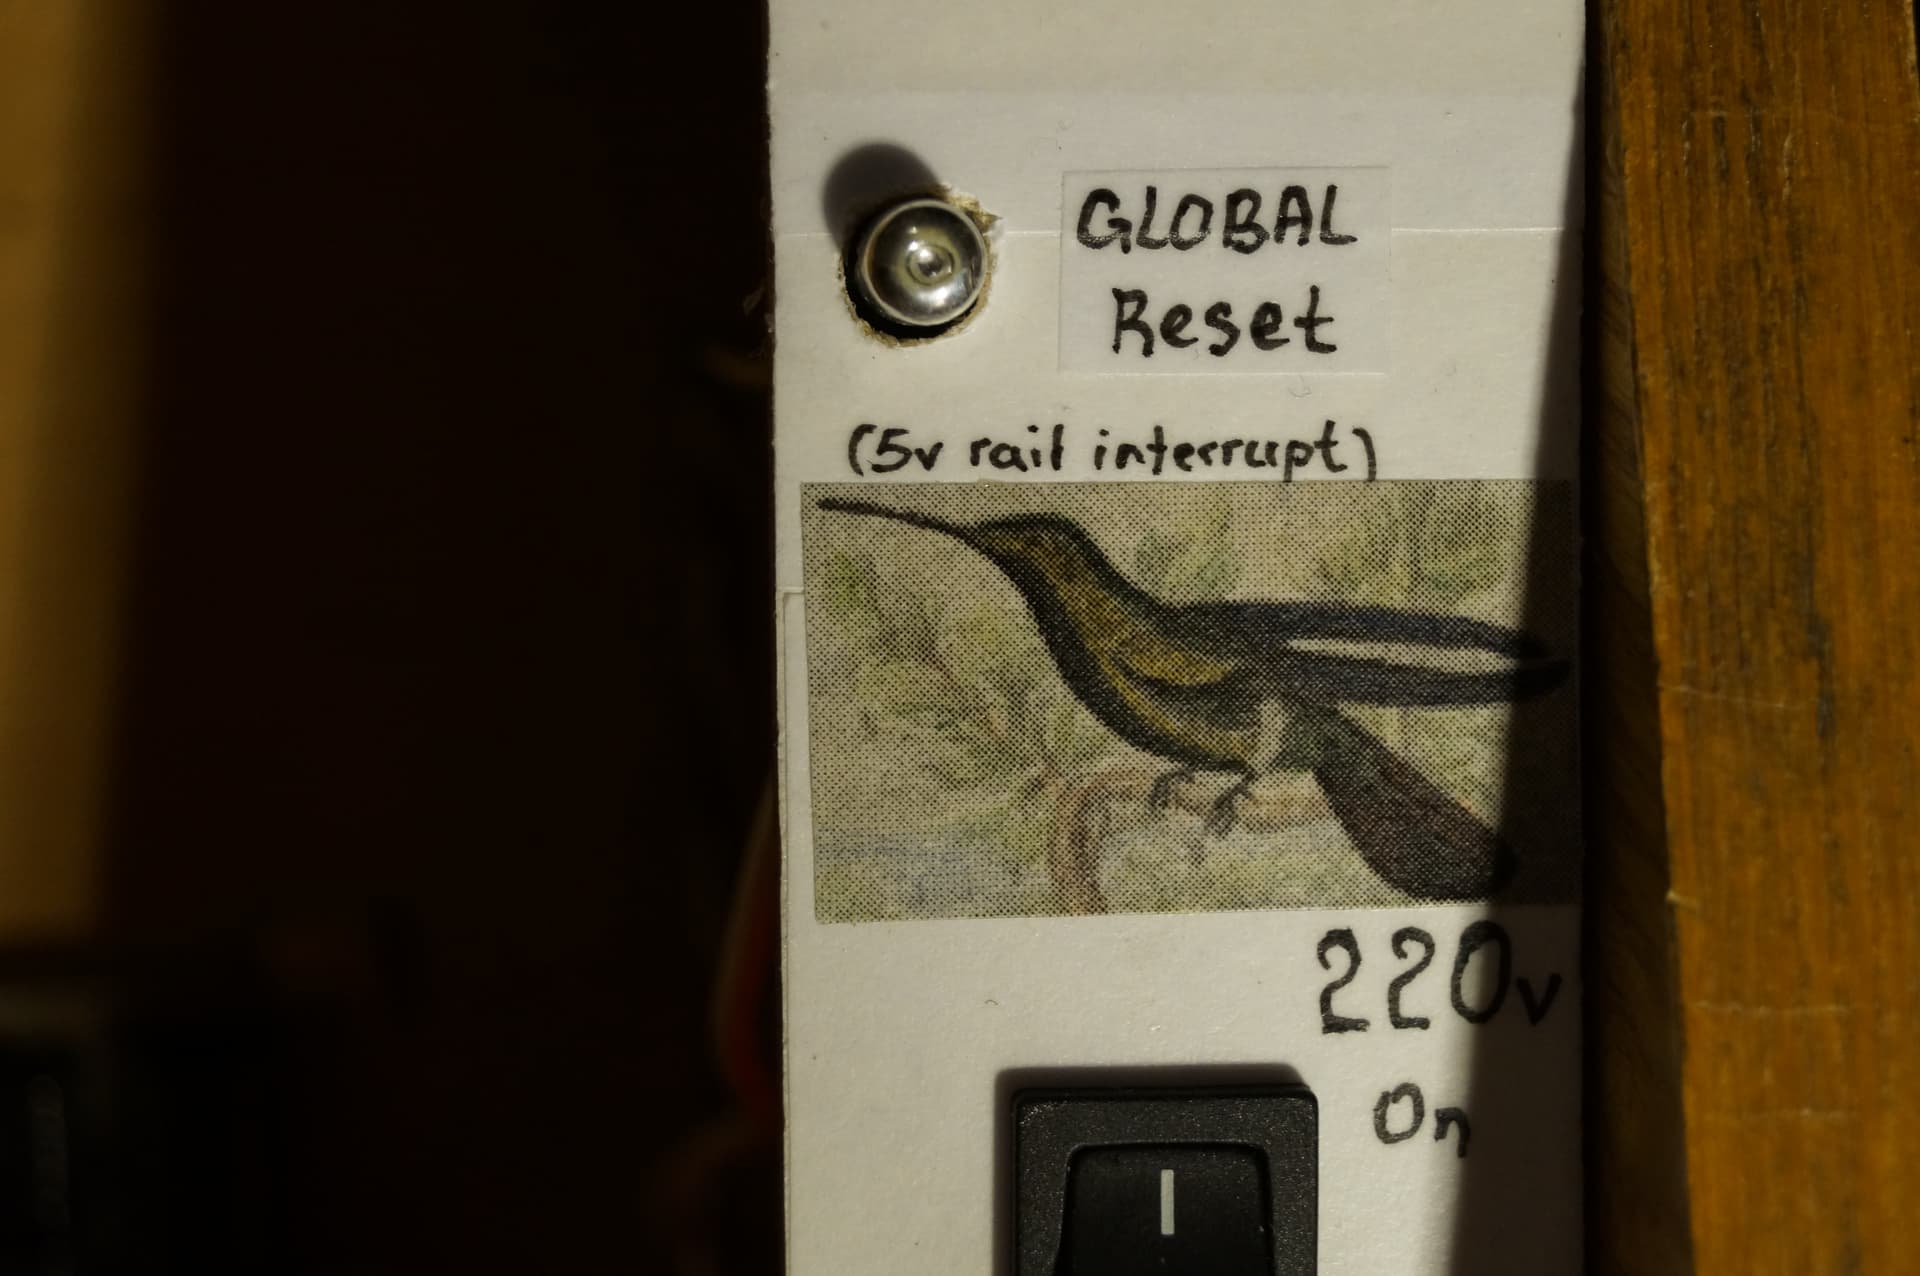 GLOBAL
Reset
(5v rail interrupt)
220v
On